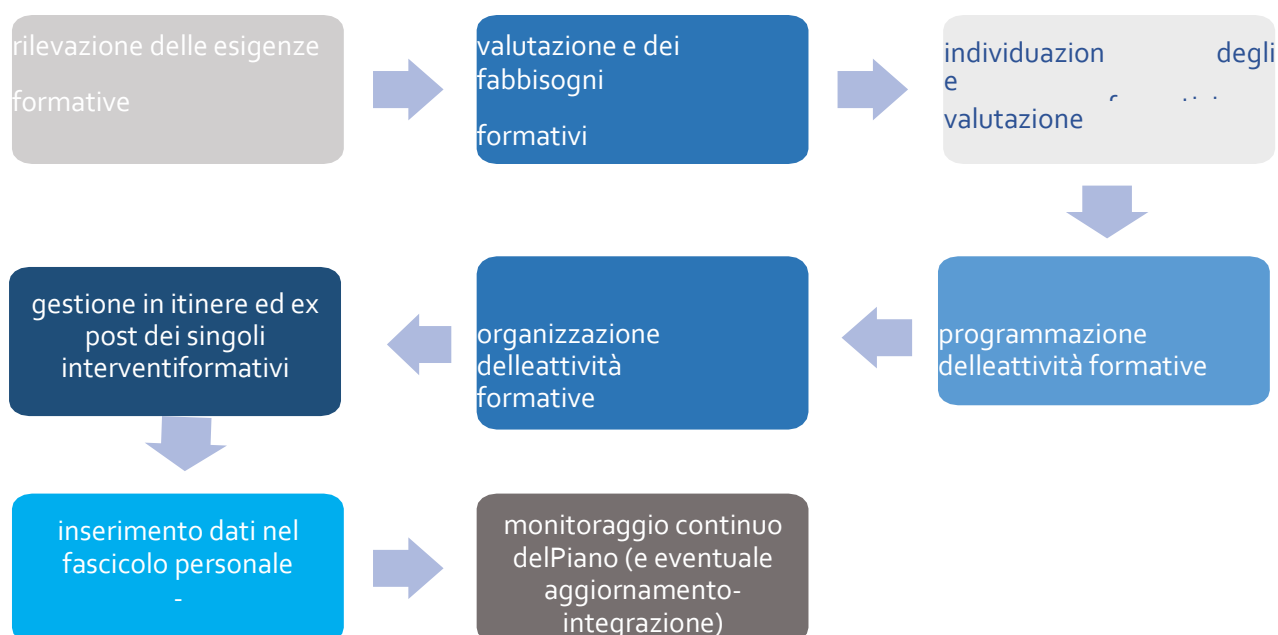 rilevazione delle esigenze
formative
valutazione e dei
fabbisogni
formativi
individuazion degli
e
valutazione
programmazione
delleattività formative
organizzazione
delleattività
formative
gestione in itinere ed ex
post dei singoli
interventiformativi
inserimento dati nel
fascicolo personale
-
monitoraggio continuo
delPiano (e eventuale
aggiornamento-
integrazione)